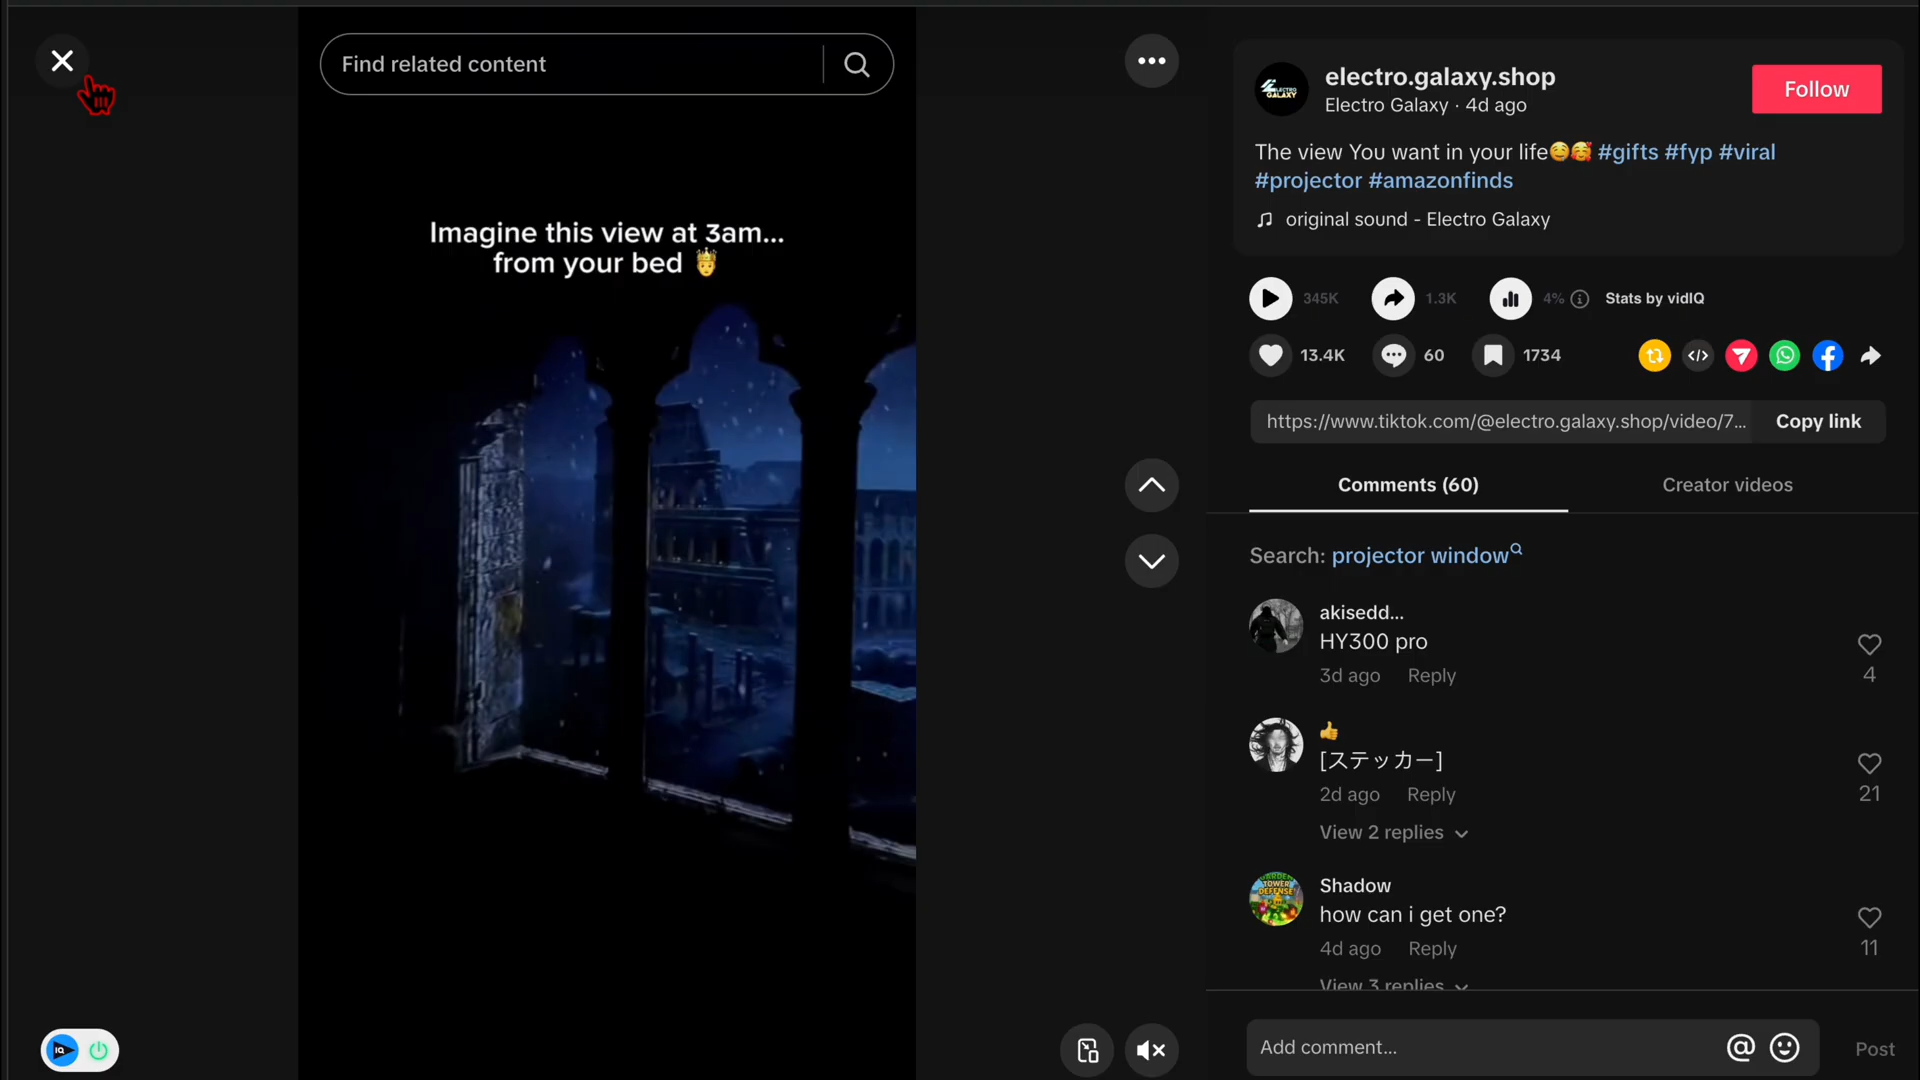 Find related content
Imagine this view at 3am...
from your bed 🤴
electro.galaxy.shop
Electro Galaxy · 4d ago
Follow
The view You want in your life😍🥰 #gifts #fyp #viral
#projector #amazonfinds
original sound - Electro Galaxy
345K
1.3K
4%
Stats by vidIQ
13.4K
60
1734
https://www.tiktok.com/@electro.galaxy.shop/video/7...
Copy link
Comments (60)
Creator videos
Search: projector window
akisedd...
HY300 pro
3d ago
Reply
4
👍
[ステッカー]
2d ago
Reply
21
View 2 replies
Shadow
how can i get one?
4d ago
Reply
11
View 3 replies
Add comment...
Post
IQ